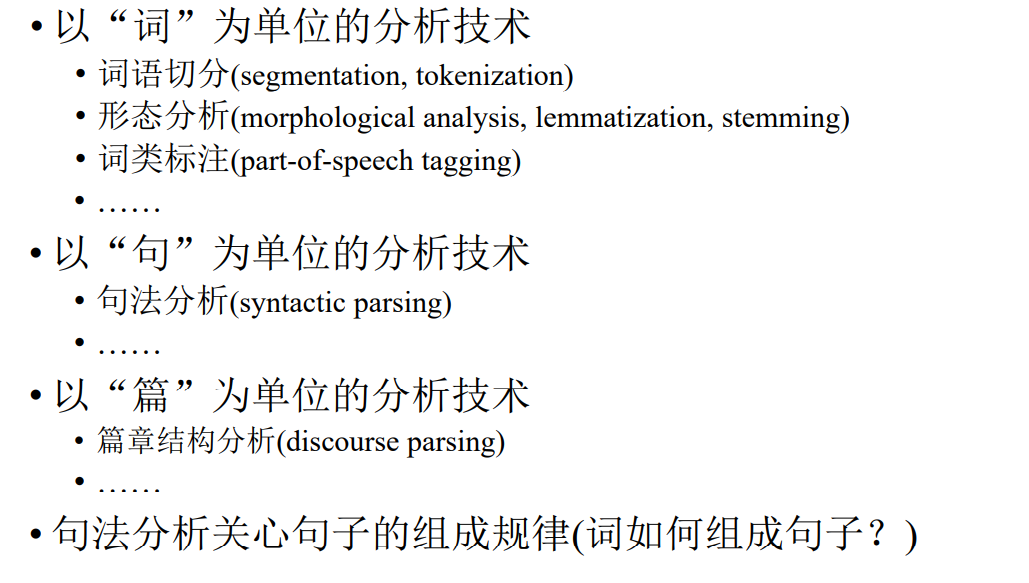 • 以“词”为单位的分析技术
• 词语切分(segmentation, tokenization)
• 形态分析(morphological analysis, lemmatization, stemming)
• 词类标注(part-of-speech tagging)
• ……
• 以“句”为单位的分析技术
• 句法分析(syntactic parsing)
• ……
• 以“篇”为单位的分析技术
• 篇章结构分析(discourse parsing)
• ……
• 句法分析关心句子的组成规律(词如何组成句子？)